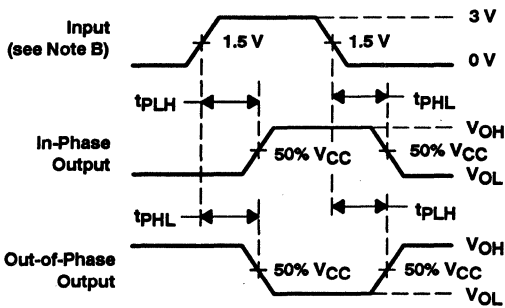 Input
(see Note B)
1.5 V
1.5 V
3 V
0 V
tPLH
tPHL
In-Phase
Output
50% VCC
50% VCC
VOH
VOL
tPHL
tPLH
Out-of-Phase
Output
50% VCC
50% VCC
VOH
VOL